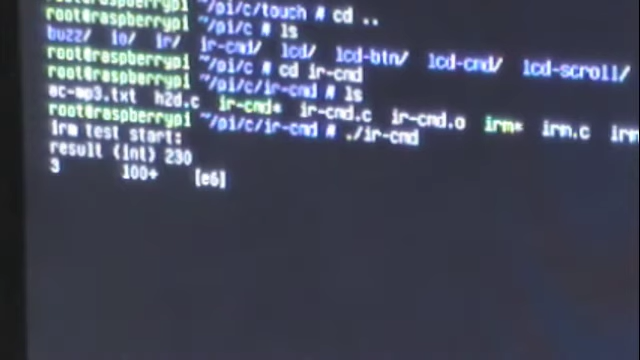 root@raspberrypi ~/pi/c/touch # cd ..
root@raspberrypi ~/pi/c # ls
buzz/ io/ ir/ ir-cmd/ lcd/ lcd-btn/ lcd-cmd/ lcd-scroll/
root@raspberrypi ~/pi/c # cd ir-cmd
root@raspberrypi ~/pi/c/ir-cmd # ls
ac-mp3.txt h2d.c ir-cmd* ir-cmd.c ir-cmd.o irm* irm.c
root@raspberrypi ~/pi/c/ir-cmd # ./ir-cmd
irm test start:
result (int) 230
3 100+ [e6]